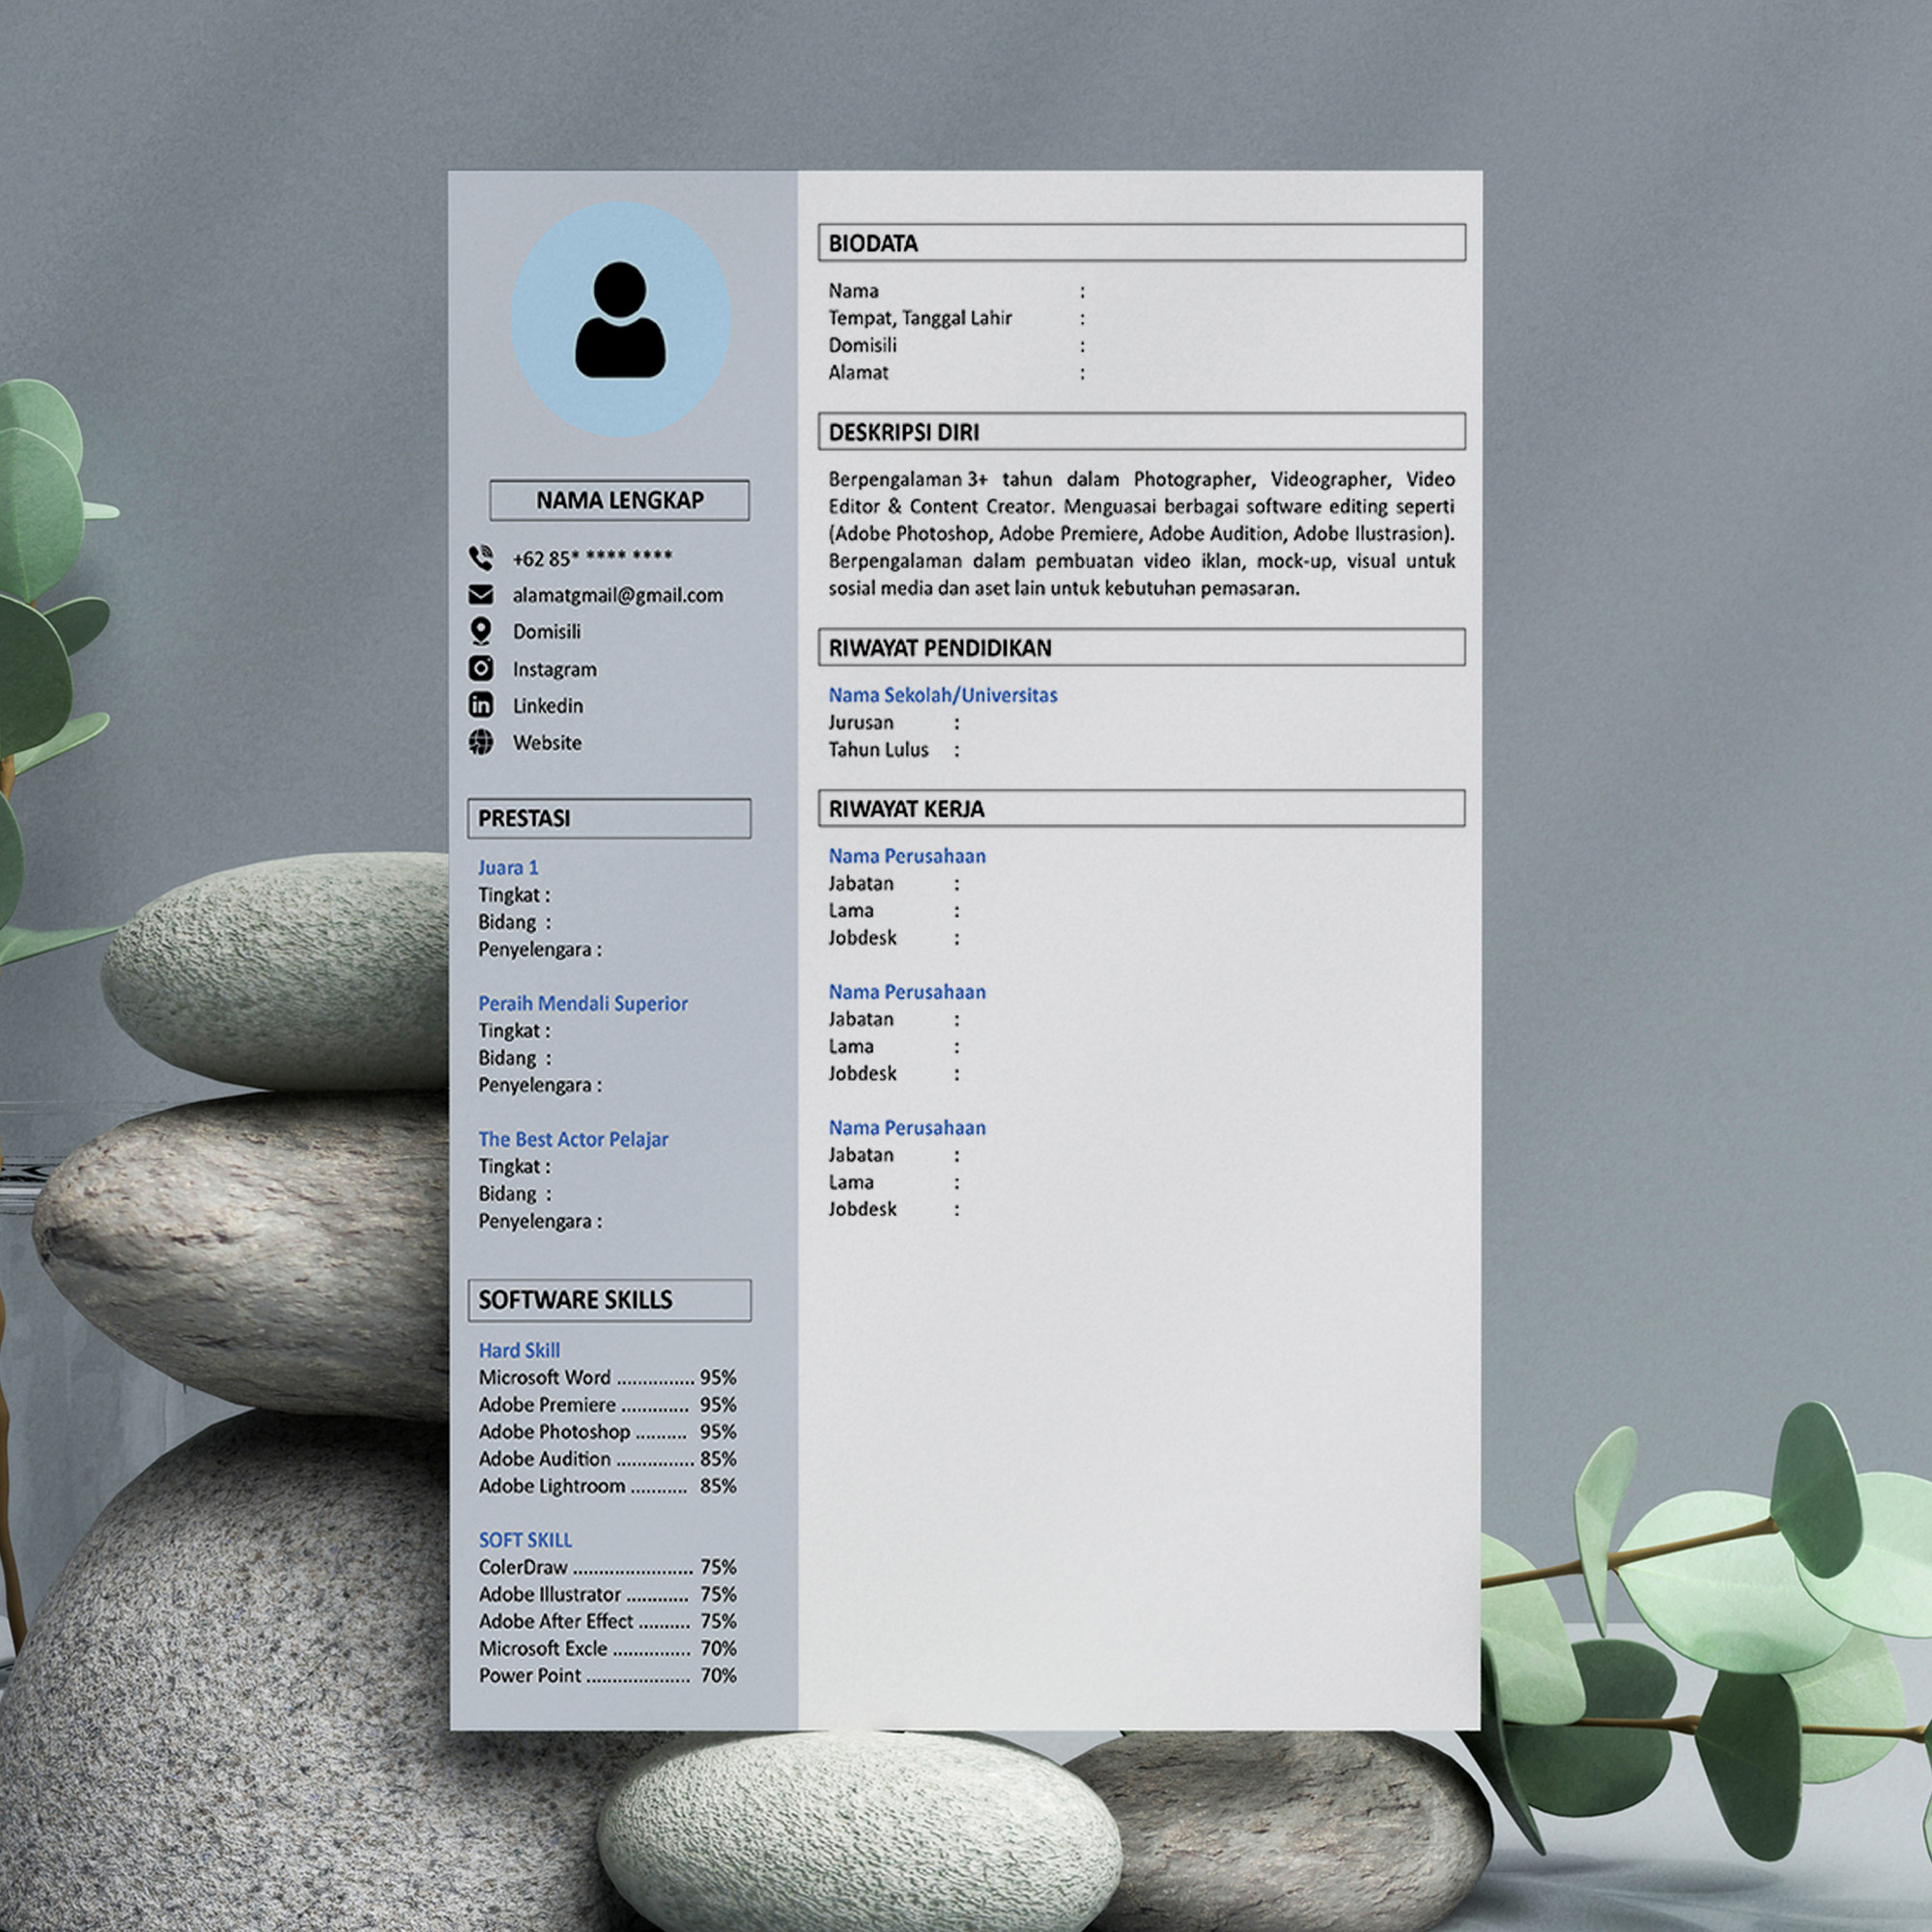 NAMA LENGKAP
+62 85* **** ****
alamatgmail@gmail.com
Domisili
Instagram
in
Linkedin
Website
PRESTASI
Juara 1
Tingkat :
Bidang :
Penyelengara :
Peraih Mendali Superior
Tingkat :
Bidang :
Penyelengara :
The Best Actor Pelajar
Tingkat :
Bidang :
Penyelengara :
SOFTWARE SKILLS
Hard Skill
Microsoft Word ............... 95%
Adobe Premiere ............. 95%
Adobe Photoshop .......... 95%
Adobe Audition ............... 85%
Adobe Lightroom ........... 85%
SOFT SKILL
ColerDraw ....................... 75%
Adobe Illustrator ............ 75%
Adobe After Effect .......... 75%
Microsoft Excle ............... 70%
Power Point .................... 70%
BIODATA
Nama :
Tempat, Tanggal Lahir :
Domisili :
Alamat :
DESKRIPSI DIRI
Berpengalaman 3+ tahun dalam Photographer, Videographer, Video
Editor & Content Creator. Menguasai berbagai software editing seperti
(Adobe Photoshop, Adobe Premiere, Adobe Audition, Adobe Ilustrasion).
Berpengalaman dalam pembuatan video iklan, mock-up, visual untuk
sosial media dan aset lain untuk kebutuhan pemasaran.
RIWAYAT PENDIDIKAN
Nama Sekolah/Universitas
Jurusan :
Tahun Lulus :
RIWAYAT KERJA
Nama Perusahaan
Jabatan :
Lama :
Jobdesk :
Nama Perusahaan
Jabatan :
Lama :
Jobdesk :
Nama Perusahaan
Jabatan :
Lama :
Jobdesk :